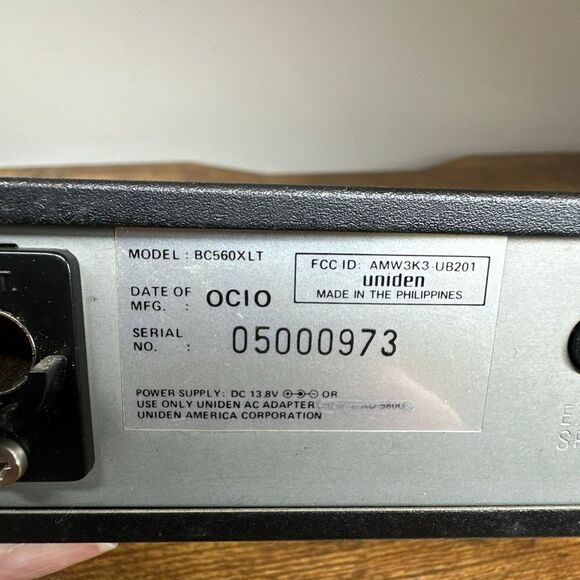 MODEL : BC560XLT
FCC ID: AMW3K3-UB201
uniden
MADE IN THE PHILIPPINES
DATE OF
MFG. : OCIO
SERIAL
NO. : 05000973
POWER SUPPLY: DC 13.8V OR
USE ONLY UNIDEN AC ADAPTER
UNIDEN AMERICA CORPORATION